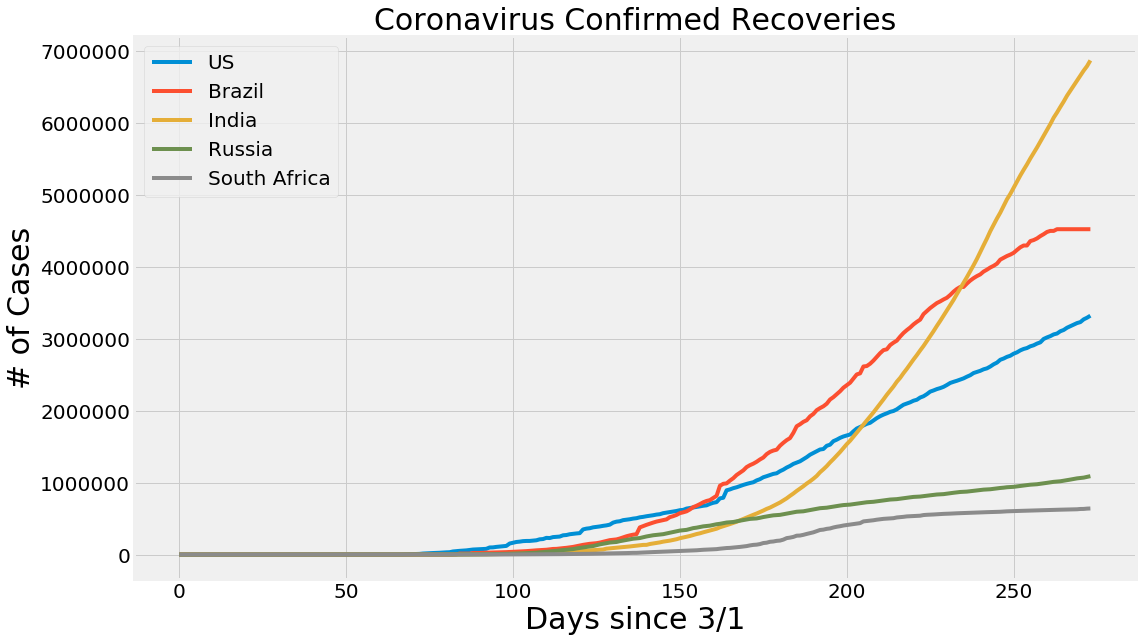 Coronavirus Confirmed Recoveries
7000000
6000000
5000000
4000000
3000000
2000000
1000000
0
# of Cases
US
Brazil
India
Russia
South Africa
0 50 100 150 200 250
Days since 3/1